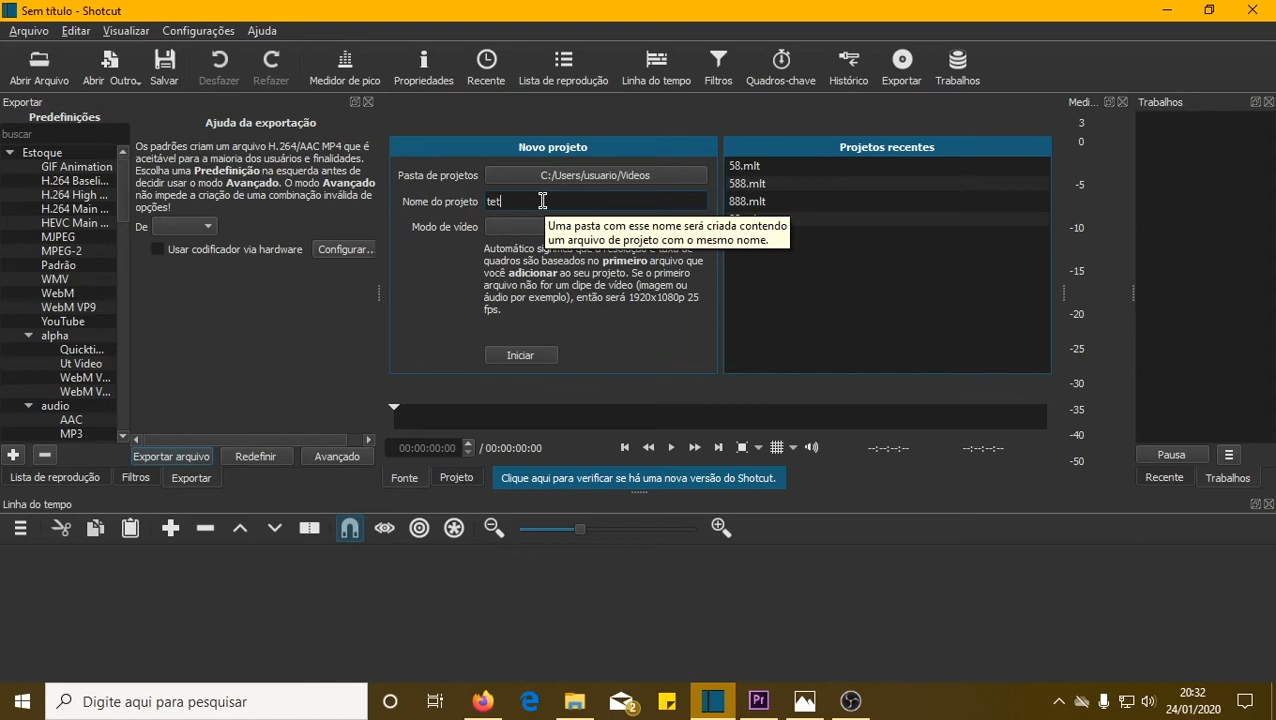 Sem título - Shotcut
Arquivo Editar Visualizar Configurações Ajuda
Abrir Arquivo Abrir Outro.. Salvar Desfazer Refazer Medidor de pico Propriedades Recente Lista de reprodução Linha do tempo Filtros Quadros-chave Histórico Exportar Trabalhos
Exportar
Predefinições
buscar
Estoque
GIF Animation
H.264 Baseli...
H.264 High ...
H.264 Main ...
HEVC Main ...
MJPEG
MPEG-2
Padrão
WMV
WebM
WebM VP9
YouTube
alpha
Quickti...
Ut Video
WebM V...
WebM V...
audio
AAC
MP3
Ajuda da exportação
Os padrões criam um arquivo H.264/AAC MP4 que é
aceitável para a maioria dos usuários e finalidades.
Escolha uma Predefinição na esquerda antes de
decidir usar o modo Avançado. O modo Avançado
não impede a criação de uma combinação inválida de
opções!
De
Usar codificador via hardware Configurar...
Exportar arquivo Redefinir Avançado
Lista de reprodução Filtros Exportar
Novo projeto
Pasta de projetos C:/Users/usuario/Videos
Nome do projeto tet
Modo de vídeo
Uma pasta com esse nome será criada contendo
um arquivo de projeto com o mesmo nome.
quadros são baseados no primeiro arquivo que
você adicionar ao seu projeto. Se o primeiro
arquivo não for um clipe de vídeo (imagem ou
áudio por exemplo), então será 1920x1080p 25
fps.
Iniciar
Projetos recentes
58.mlt
588.mlt
888.mlt
00:00:00:00 / 00:00:00:00 --:--:--:-- --:--:--:--
Fonte Projeto Clique aqui para verificar se há uma nova versão do Shotcut.
Medi...
3
0
-5
-10
-15
-20
-25
-30
-35
-40
-50
Trabalhos
Pausa
Recente Trabalhos
Linha do tempo
Digite aqui para pesquisar
2
Pr
20:32
24/01/2020